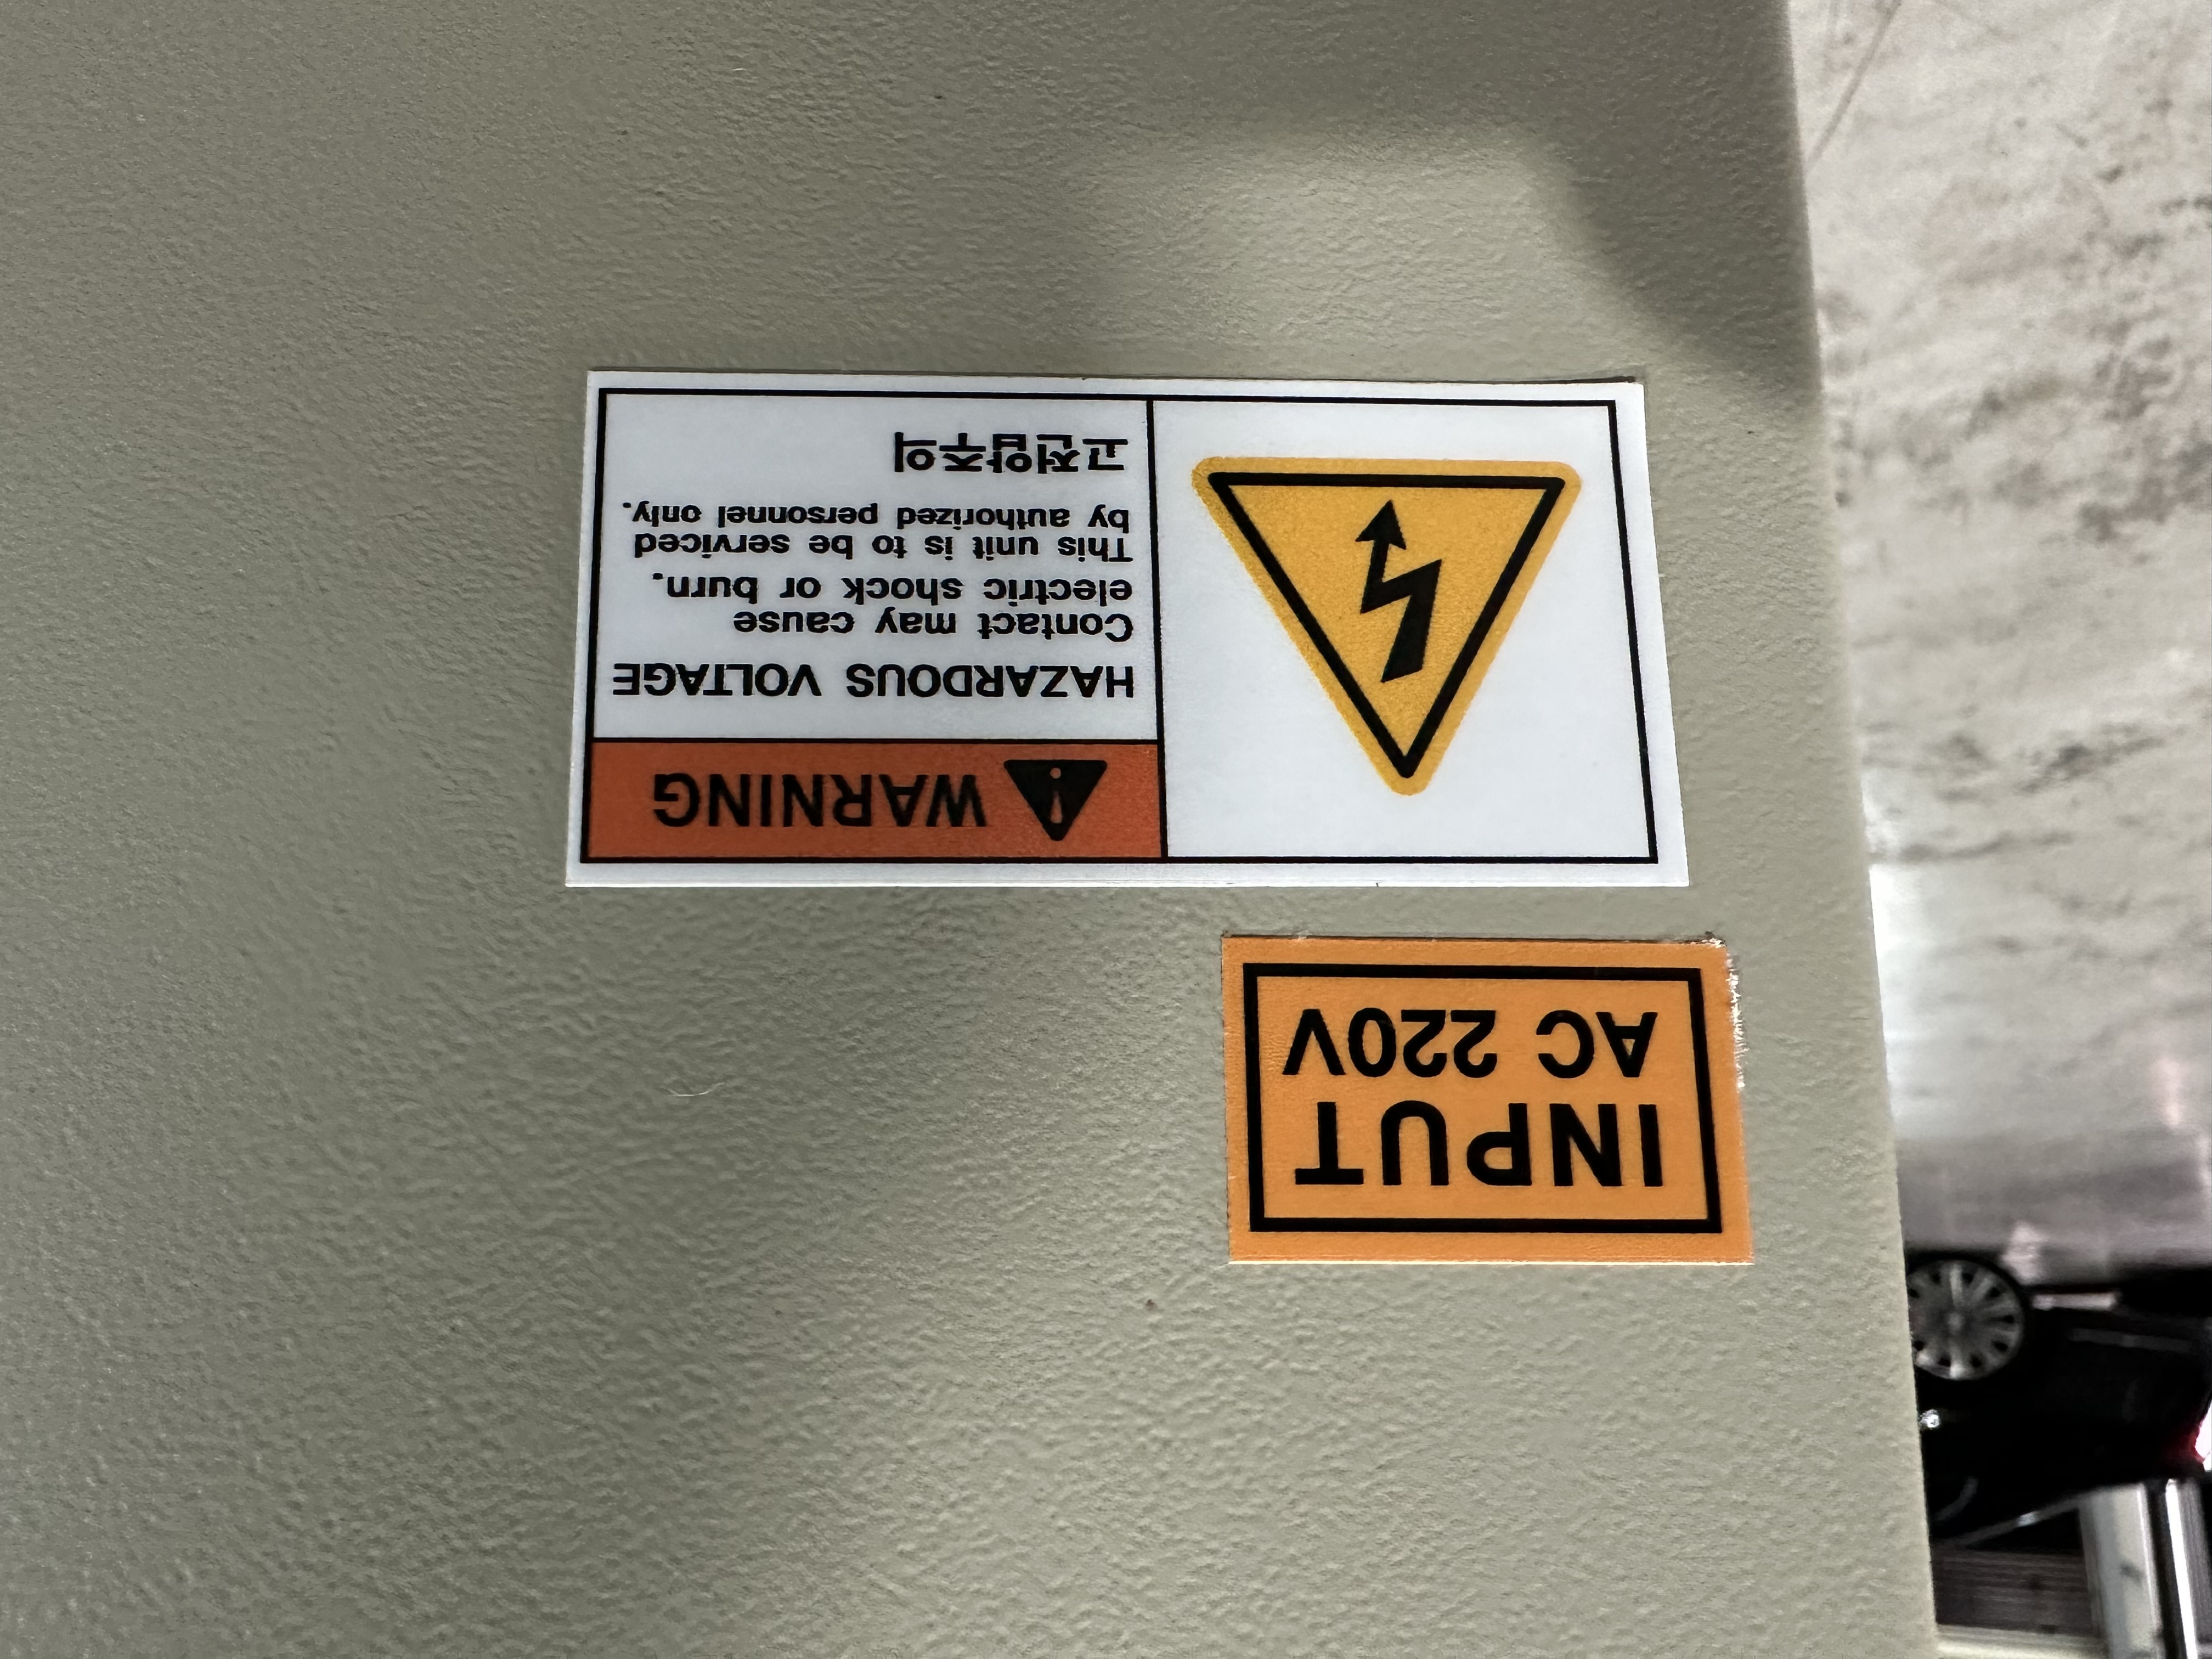 INPUT
AC 220V
WARNING
HAZARDOUS VOLTAGE
Contact may cause
electric shock or burn.
This unit is to be serviced
by authorized personnel only.
고전압주의